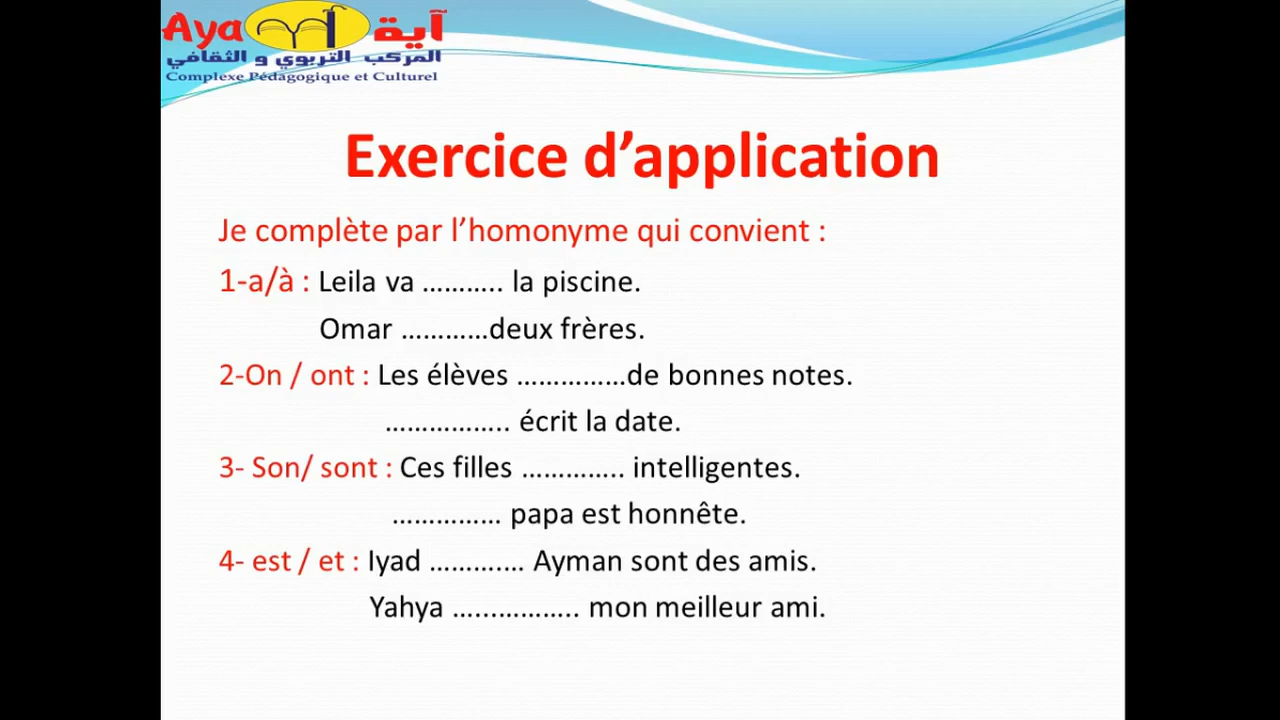 Aya آية
المركب التربوي و الثقافي
Complexe Pédagogique et Culturel
Exercice d’application
Je complète par l’homonyme qui convient :
1-a/à : Leila va ……….. la piscine.
Omar …………deux frères.
2-On / ont : Les élèves ……………de bonnes notes.
…………….. écrit la date.
3- Son/ sont : Ces filles ………….. intelligentes.
…………… papa est honnête.
4- est / et : Iyad ……….… Ayman sont des amis.
Yahya …..………….. mon meilleur ami.